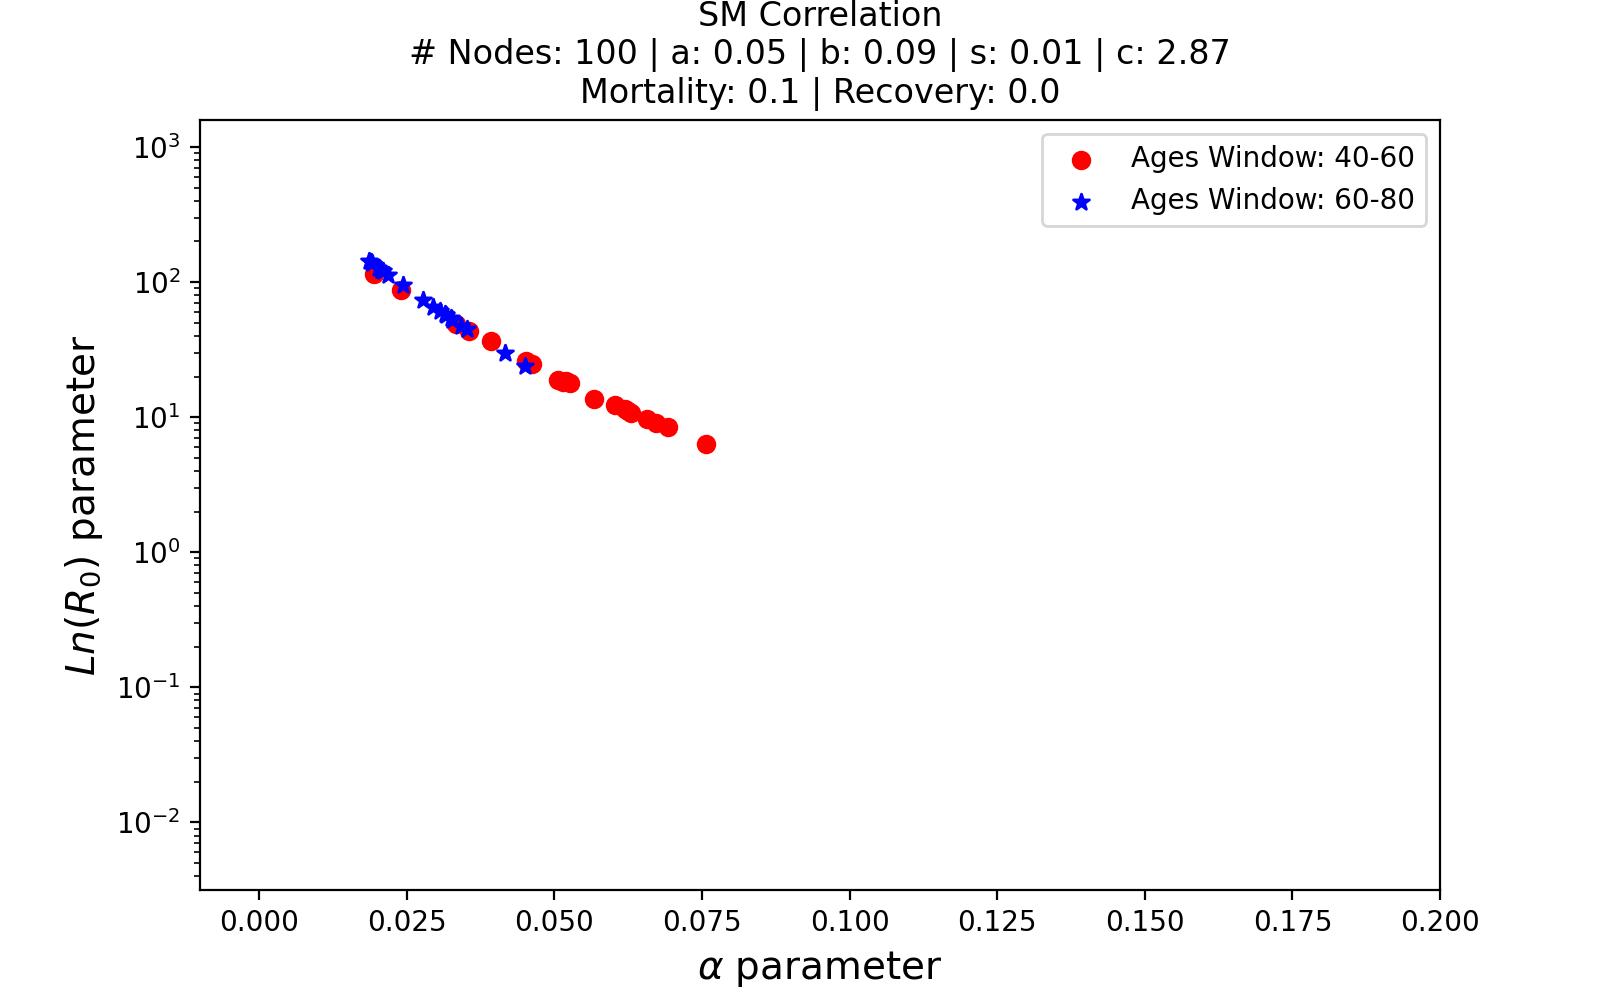 SM Correlation
# Nodes: 100 | a: 0.05 | b: 0.09 | s: 0.01 | c: 2.87
Mortality: 0.1 | Recovery: 0.0
Ages Window: 40-60
Ages Window: 60-80
Ln(R₀) parameter
10³
10²
10¹
10⁰
10⁻¹
10⁻²
0.000 0.025 0.050 0.075 0.100 0.125 0.150 0.175 0.200
α parameter